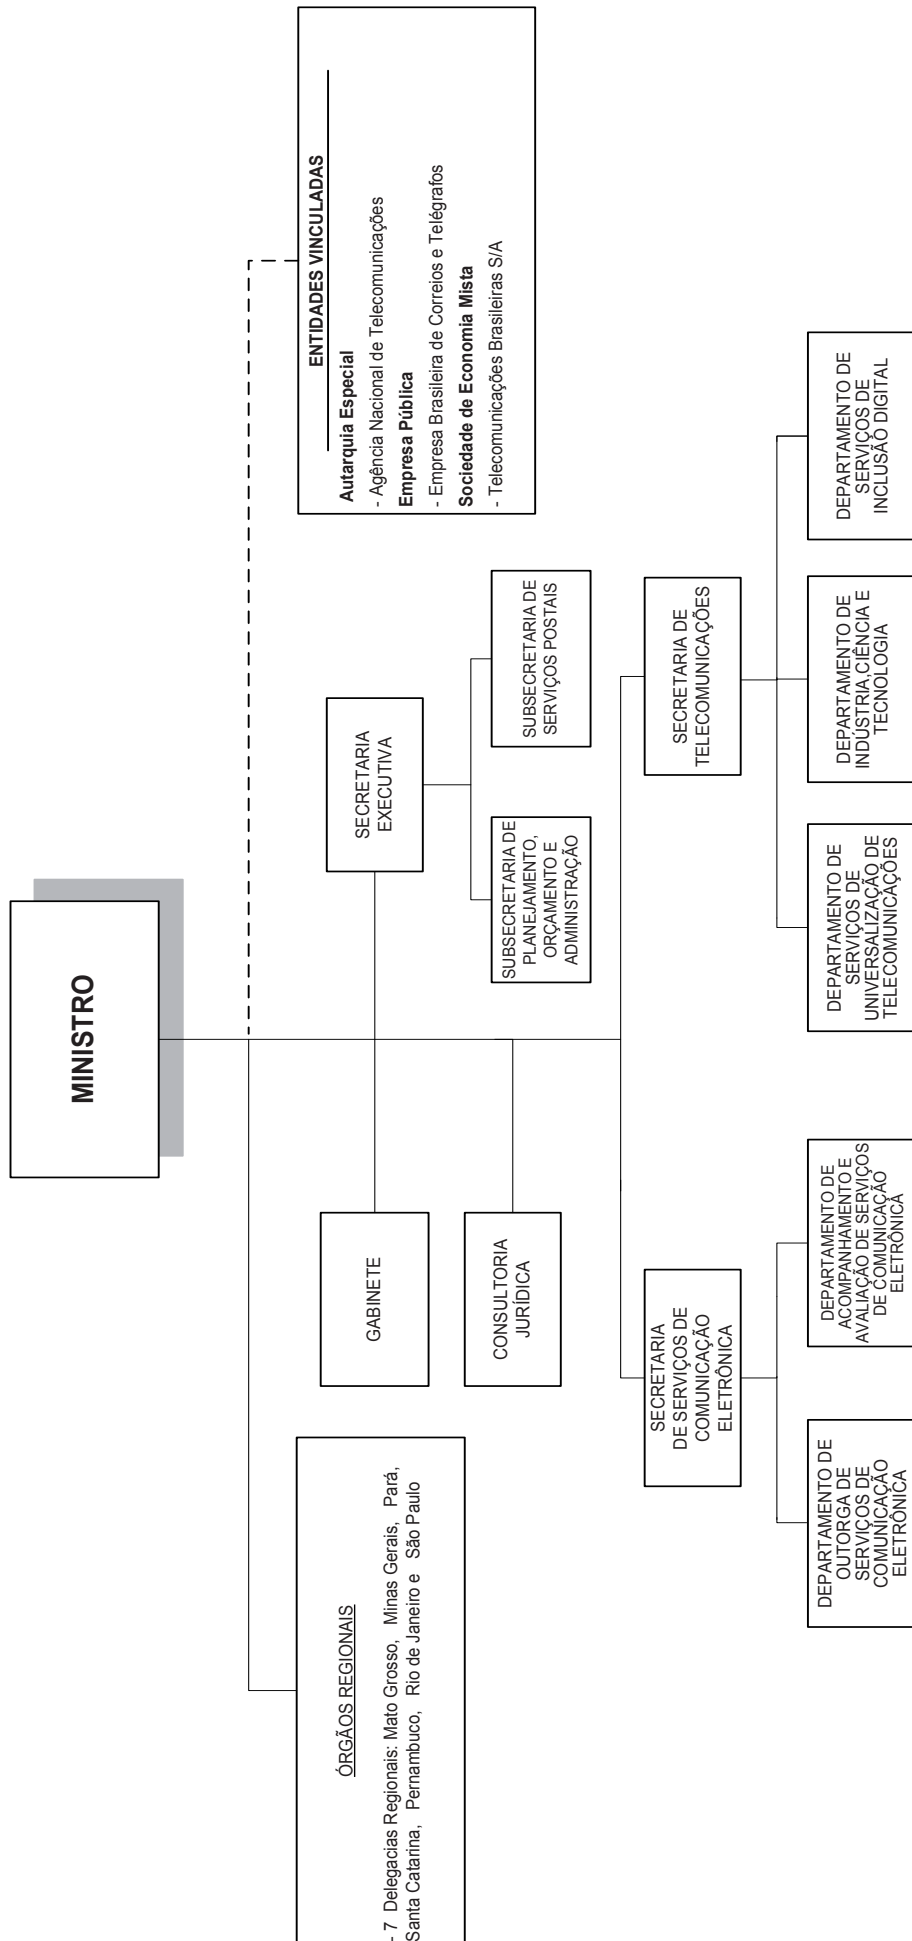 MINISTRO
ENTIDADES VINCULADAS
Autarquia Especial
- Agência Nacional de Telecomunicações
Empresa Pública
- Empresa Brasileira de Correios e Telégrafos
Sociedade de Economia Mista
- Telecomunicações Brasileiras S/A
ÓRGÃOS REGIONAIS
- 7 Delegacias Regionais: Mato Grosso, Minas Gerais, Pará,
Santa Catarina, Pernambuco, Rio de Janeiro e São Paulo
GABINETE
SECRETARIA
EXECUTIVA
CONSULTORIA
JURÍDICA
SUBSECRETARIA DE
PLANEJAMENTO,
ORÇAMENTO E
ADMINISTRAÇÃO
SUBSECRETARIA DE
SERVIÇOS POSTAIS
SECRETARIA
DE SERVIÇOS DE
COMUNICAÇÃO
ELETRÔNICA
SECRETARIA DE
TELECOMUNICAÇÕES
DEPARTAMENTO DE
OUTORGA DE
SERVIÇOS DE
COMUNICAÇÃO
ELETRÔNICA
DEPARTAMENTO DE
ACOMPANHAMENTO E
AVALIAÇÃO DE SERVIÇOS
DE COMUNICAÇÃO
ELETRÔNICA
DEPARTAMENTO DE
SERVIÇOS DE
UNIVERSALIZAÇÃO DE
TELECOMUNICAÇÕES
DEPARTAMENTO DE
INDÚSTRIA,CIÊNCIA E
TECNOLOGIA
DEPARTAMENTO DE
SERVIÇOS DE
INCLUSÃO DIGITAL